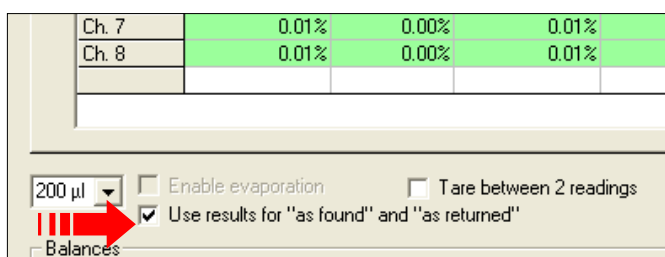 Ch. 7 0.01% 0.00% 0.01%
Ch. 8 0.01% 0.00% 0.01%
200 µl Enable evaporation Tare between 2 readings
Use results for "as found" and "as returned"
Balances